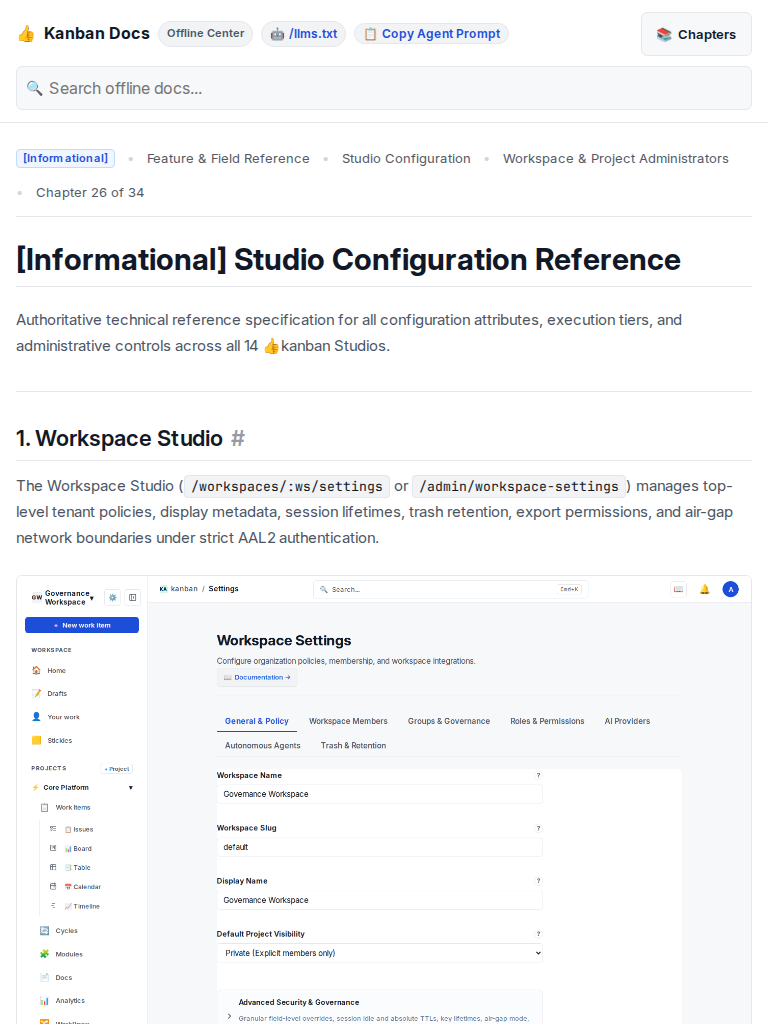 👍 Kanban Docs Offline Center 🤖 /llms.txt 📋 Copy Agent Prompt 📚 Chapters
🔍 Search offline docs...
[Informational] • Feature & Field Reference • Studio Configuration • Workspace & Project Administrators
• Chapter 26 of 34
[Informational] Studio Configuration Reference
Authoritative technical reference specification for all configuration attributes, execution tiers, and
administrative controls across all 14 👍kanban Studios.
1. Workspace Studio #
The Workspace Studio ( /workspaces/:ws/settings or /admin/workspace-settings ) manages top-
level tenant policies, display metadata, session lifetimes, trash retention, export permissions, and air-gap
network boundaries under strict AAL2 authentication.
GW Governance Workspace ▾
+ New work item
WORKSPACE
🏠 Home
📝 Drafts
👤 Your work
🟨 Stickies
PROJECTS + Project
⚡ Core Platform ▾
📋 Work Items
📋 Issues
📊 Board
📑 Table
📅 Calendar
📈 Timeline
🔄 Cycles
🧩 Modules
📄 Docs
📊 Analytics
KA kanban / Settings 🔍 Search... Cmd+K 📖 🔔 A
Workspace Settings
Configure organization policies, membership, and workspace integrations.
📖 Documentation →
General & Policy Workspace Members Groups & Governance Roles & Permissions AI Providers
Autonomous Agents Trash & Retention
Workspace Name ?
Governance Workspace
Workspace Slug ?
default
Display Name ?
Governance Workspace
Default Project Visibility ?
Private (Explicit members only)
› Advanced Security & Governance
Granular field-level overrides, session idle and absolute TTLs, key lifetimes, air-gap mode,